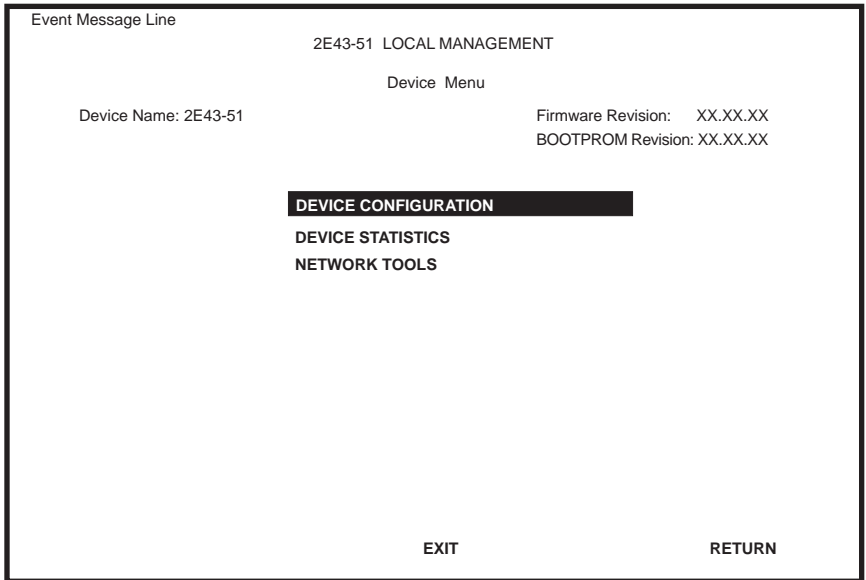 Event Message Line
2E43-51 LOCAL MANAGEMENT
Device Menu
Device Name: 2E43-51 Firmware Revision: XX.XX.XX
BOOTPROM Revision: XX.XX.XX
DEVICE CONFIGURATION
DEVICE STATISTICS
NETWORK TOOLS
EXIT RETURN